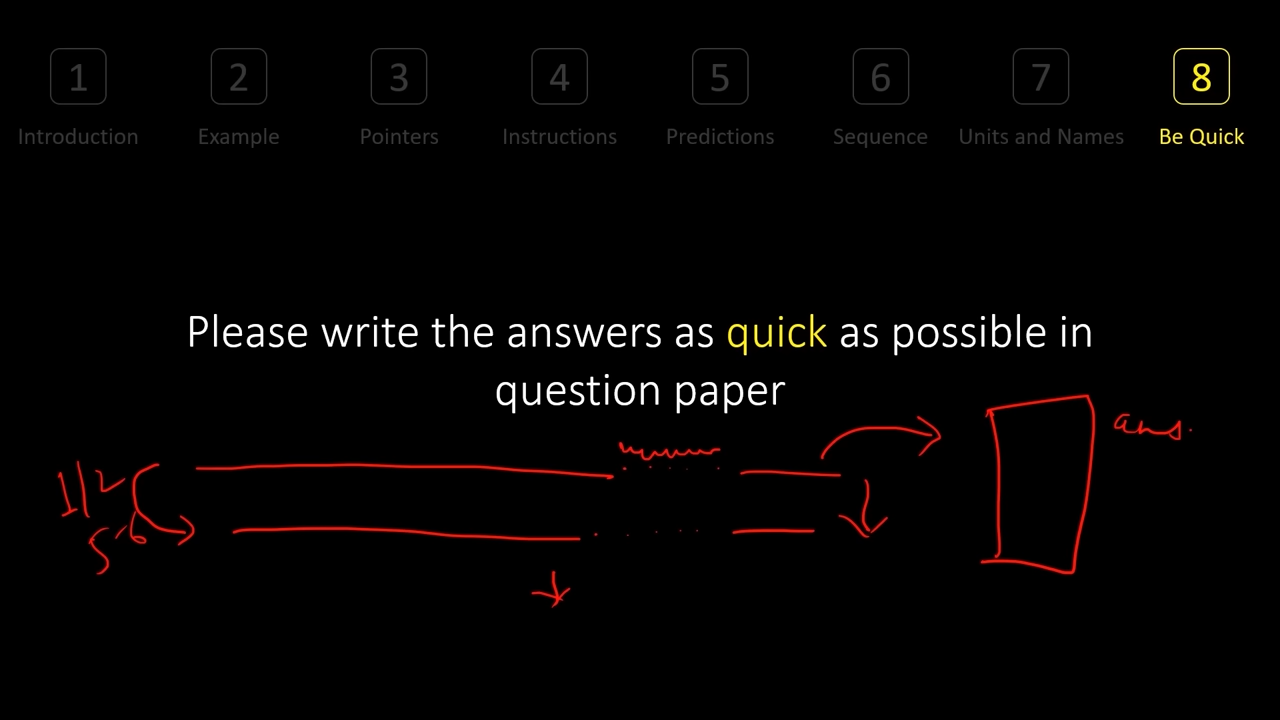 1 2 3 4 5 6 7 8
Introduction Example Pointers Instructions Predictions Sequence Units and Names Be Quick
Please write the answers as quick as possible in
question paper
ans.